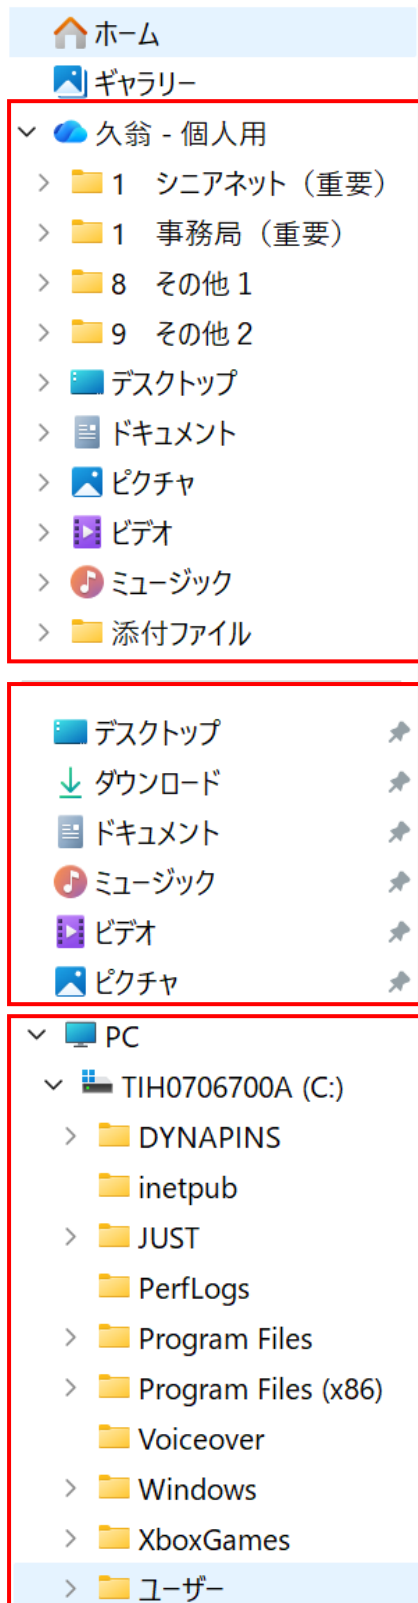 ホーム
ギャラリー
久翁 - 個人用
1　シニアネット（重要）
1　事務局（重要）
8　その他１
9　その他２
デスクトップ
ドキュメント
ピクチャ
ビデオ
ミュージック
添付ファイル
デスクトップ
ダウンロード
ドキュメント
ミュージック
ビデオ
ピクチャ
PC
TIH0706700A (C:)
DYNAPINS
inetpub
JUST
PerfLogs
Program Files
Program Files (x86)
Voiceover
Windows
XboxGames
ユーザー